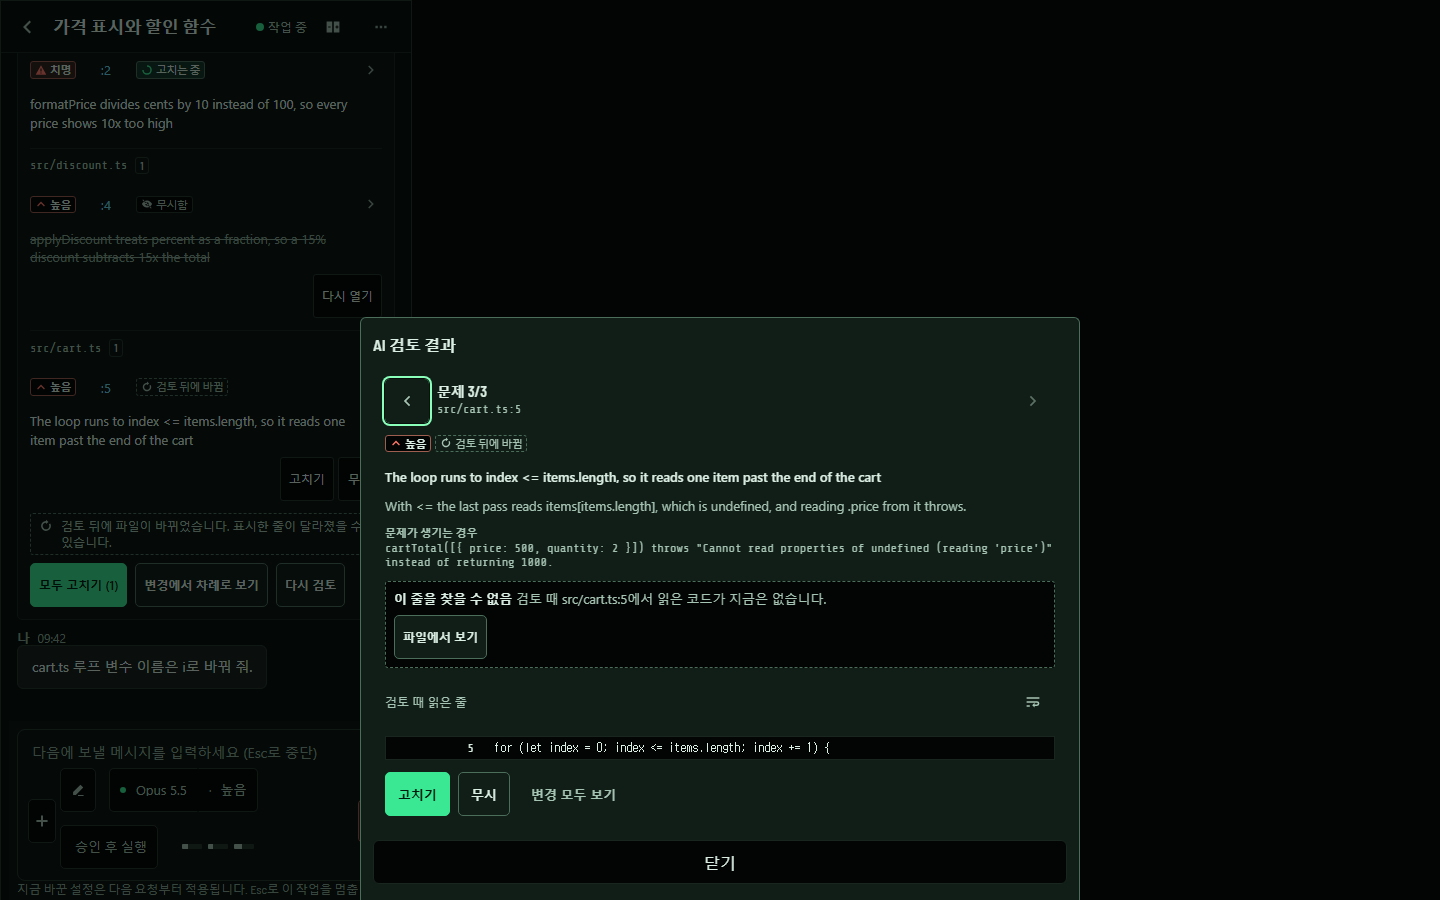 가격 표시와 할인 함수
작업 중
치명 :2 고치는 중
formatPrice divides cents by 10 instead of 100, so every
price shows 10x too high
src/discount.ts 1
높음 :4 무시함
applyDiscount treats percent as a fraction, so a 15%
discount subtracts 15x the total
다시 열기
src/cart.ts 1
높음 :5 검토 뒤에 바뀜
The loop runs to index <= items.length, so it reads one
item past the end of the cart
고치기
검토 뒤에 파일이 바뀌었습니다. 표시한 줄이 달라졌을 수
있습니다.
모두 고치기 (1) 변경에서 차례로 보기 다시 검토
나 09:42
cart.ts 루프 변수 이름은 i로 바꿔 줘.
다음에 보낼 메시지를 입력하세요 (Esc로 중단)
Opus 5.5 · 높음
승인 후 실행
지금 바꾼 설정은 다음 요청부터 적용됩니다. Esc로 이 작업을 멈춥
AI 검토 결과
문제 3/3
src/cart.ts:5
높음 검토 뒤에 바뀜
The loop runs to index <= items.length, so it reads one item past the end of the cart
With <= the last pass reads items[items.length], which is undefined, and reading .price from it throws.
문제가 생기는 경우
cartTotal([{ price: 500, quantity: 2 }]) throws "Cannot read properties of undefined (reading 'price')"
instead of returning 1000.
이 줄을 찾을 수 없음 검토 때 src/cart.ts:5에서 읽은 코드가 지금은 없습니다.
파일에서 보기
검토 때 읽은 줄
5 for (let index = 0; index <= items.length; index += 1) {
고치기 무시 변경 모두 보기
닫기